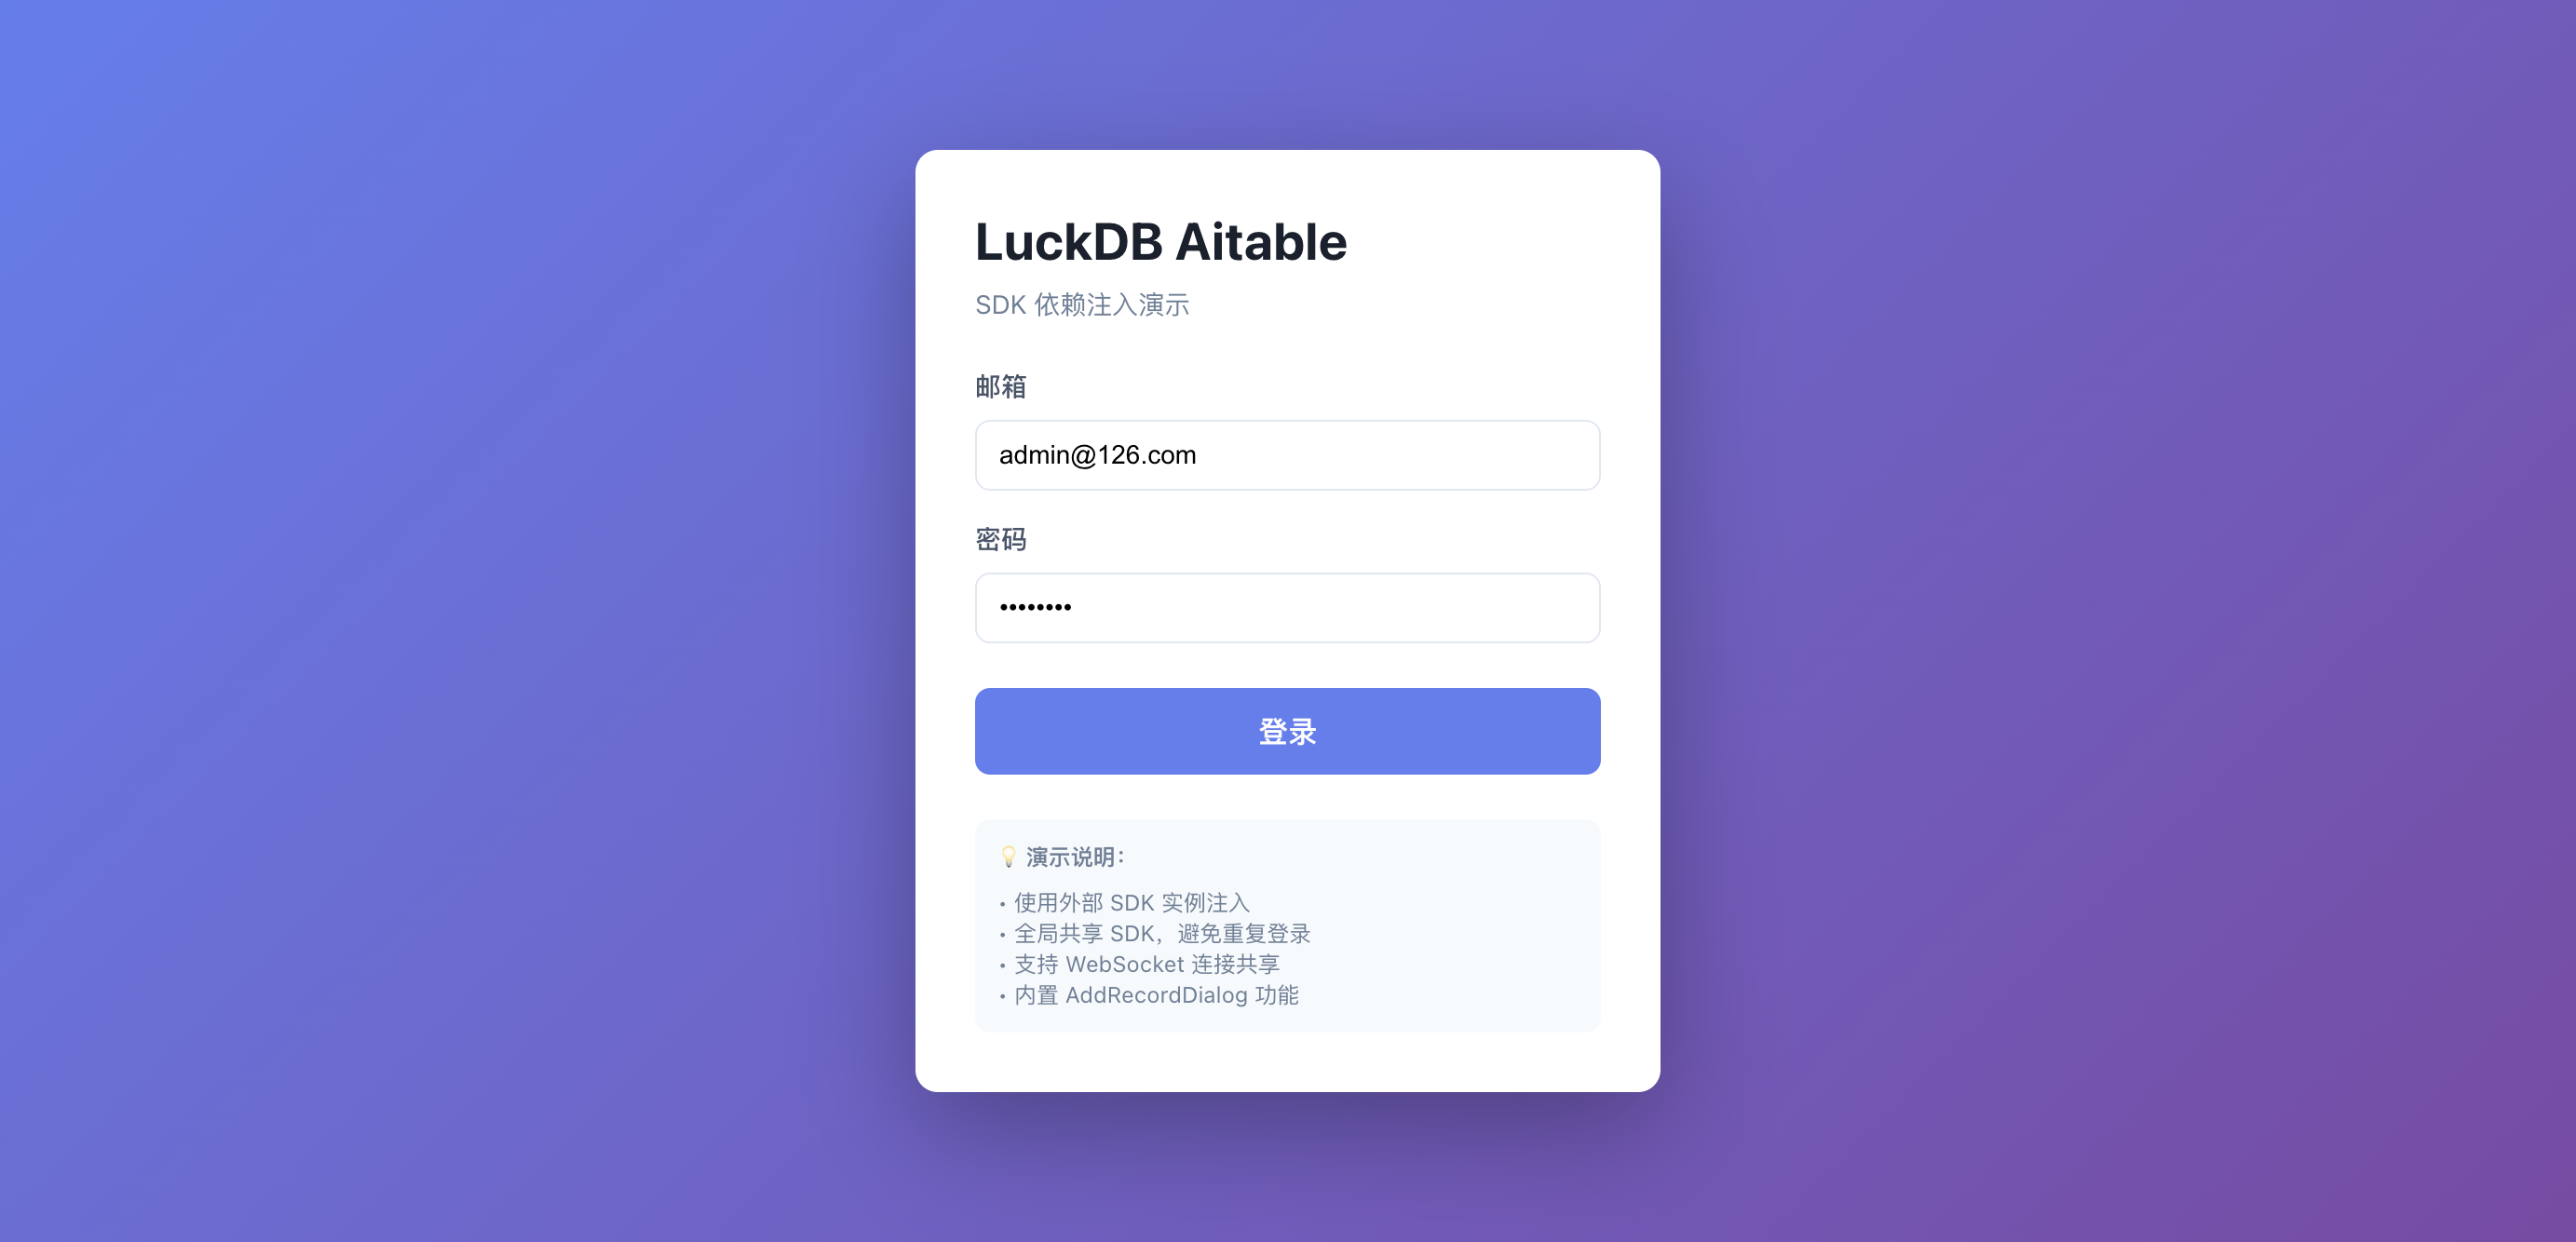 LuckDB Aitable
SDK 依赖注入演示
邮箱
admin@126.com
密码
••••••••
登录
💡 演示说明：
• 使用外部 SDK 实例注入
• 全局共享 SDK，避免重复登录
• 支持 WebSocket 连接共享
• 内置 AddRecordDialog 功能